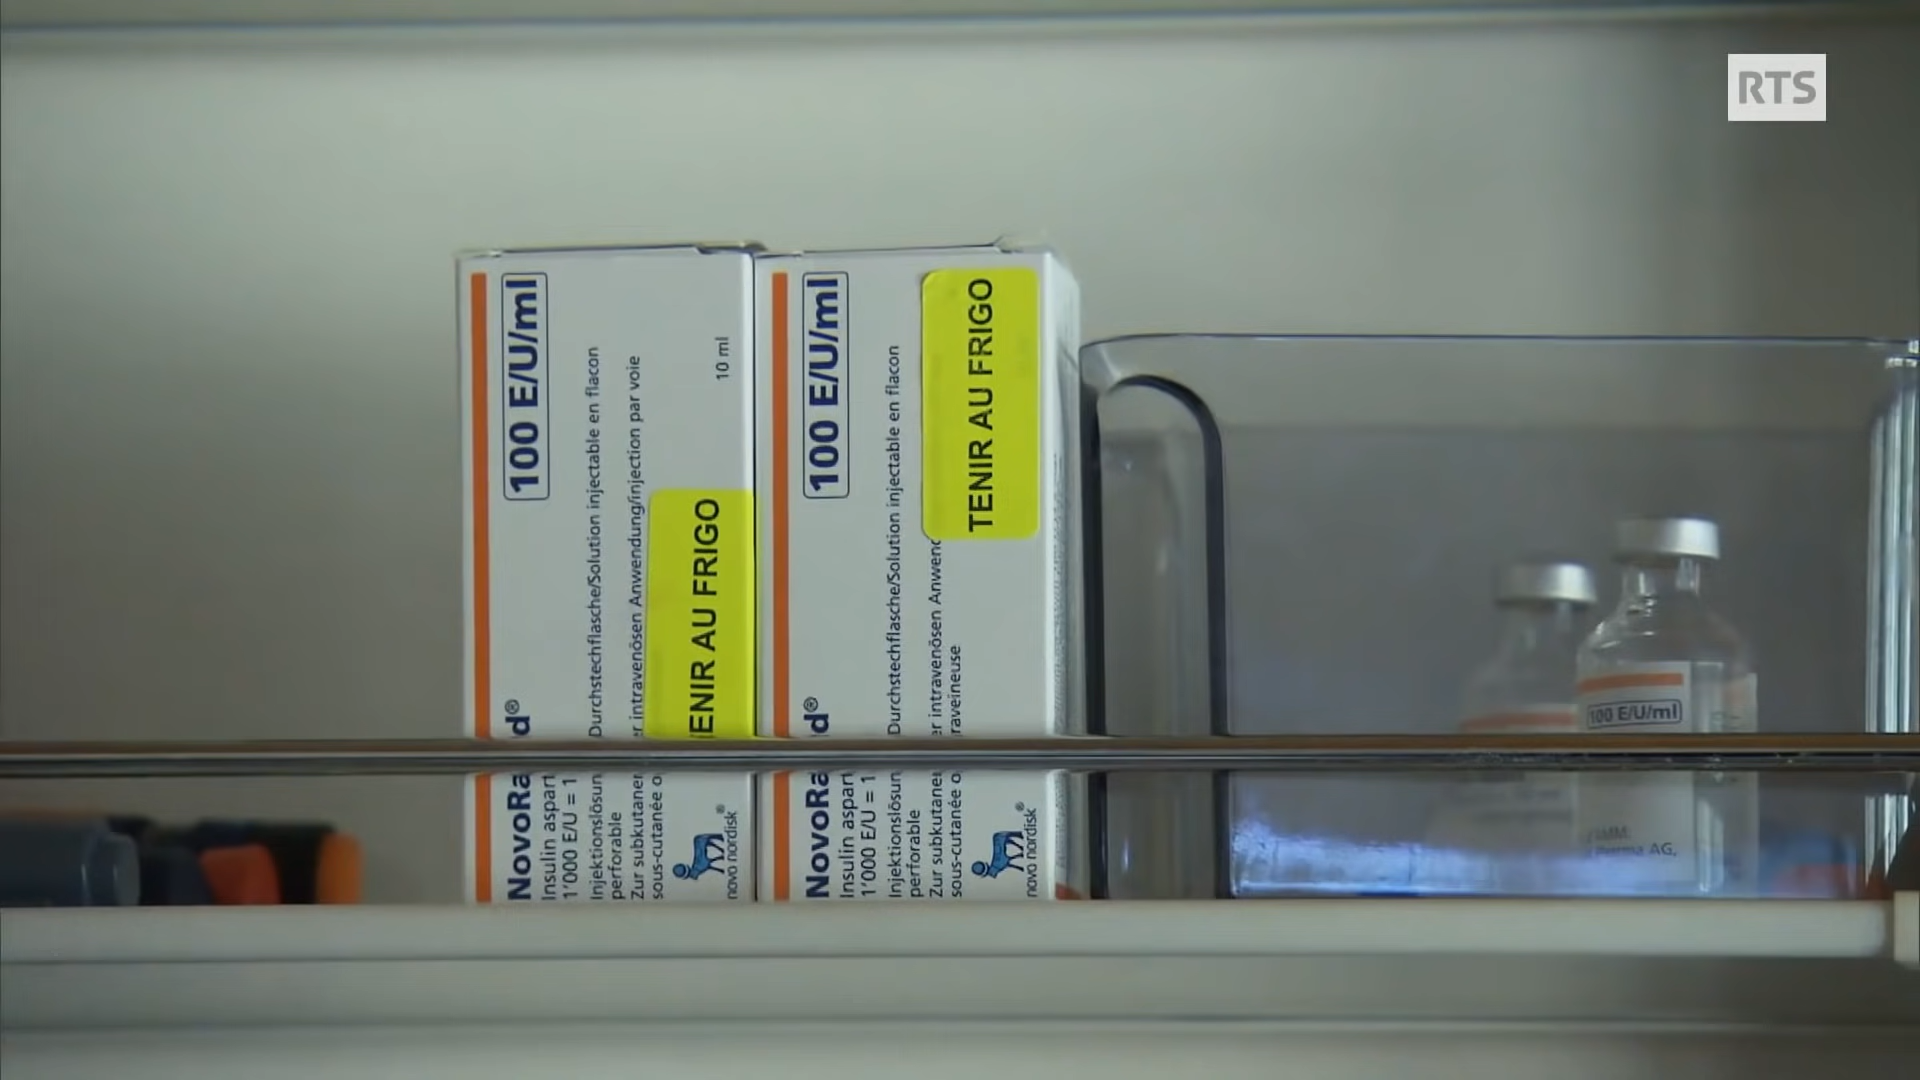 RTS
NovoRa d®
100 E/U/ml
Insulin aspart
1'000 E/U = 1
Injektionslösun Durchstechflasche/Solution injectable en flacon
perforable
Zur subkutanen er intravenösen Anwendung/injection par voie
sous-cutanée o
10 ml
ENIR AU FRIGO
novo nordisk®
NovoRa d®
100 E/U/ml
Insulin aspart
1'000 E/U = 1
Injektionslösun Durchstechflasche/Solution injectable en flacon
perforable
Zur subkutane er intravenösen Anwend
sous-cutanée o raveineuse
TENIR AU FRIGO
novo nordisk®
100 E/U/ml
AG,